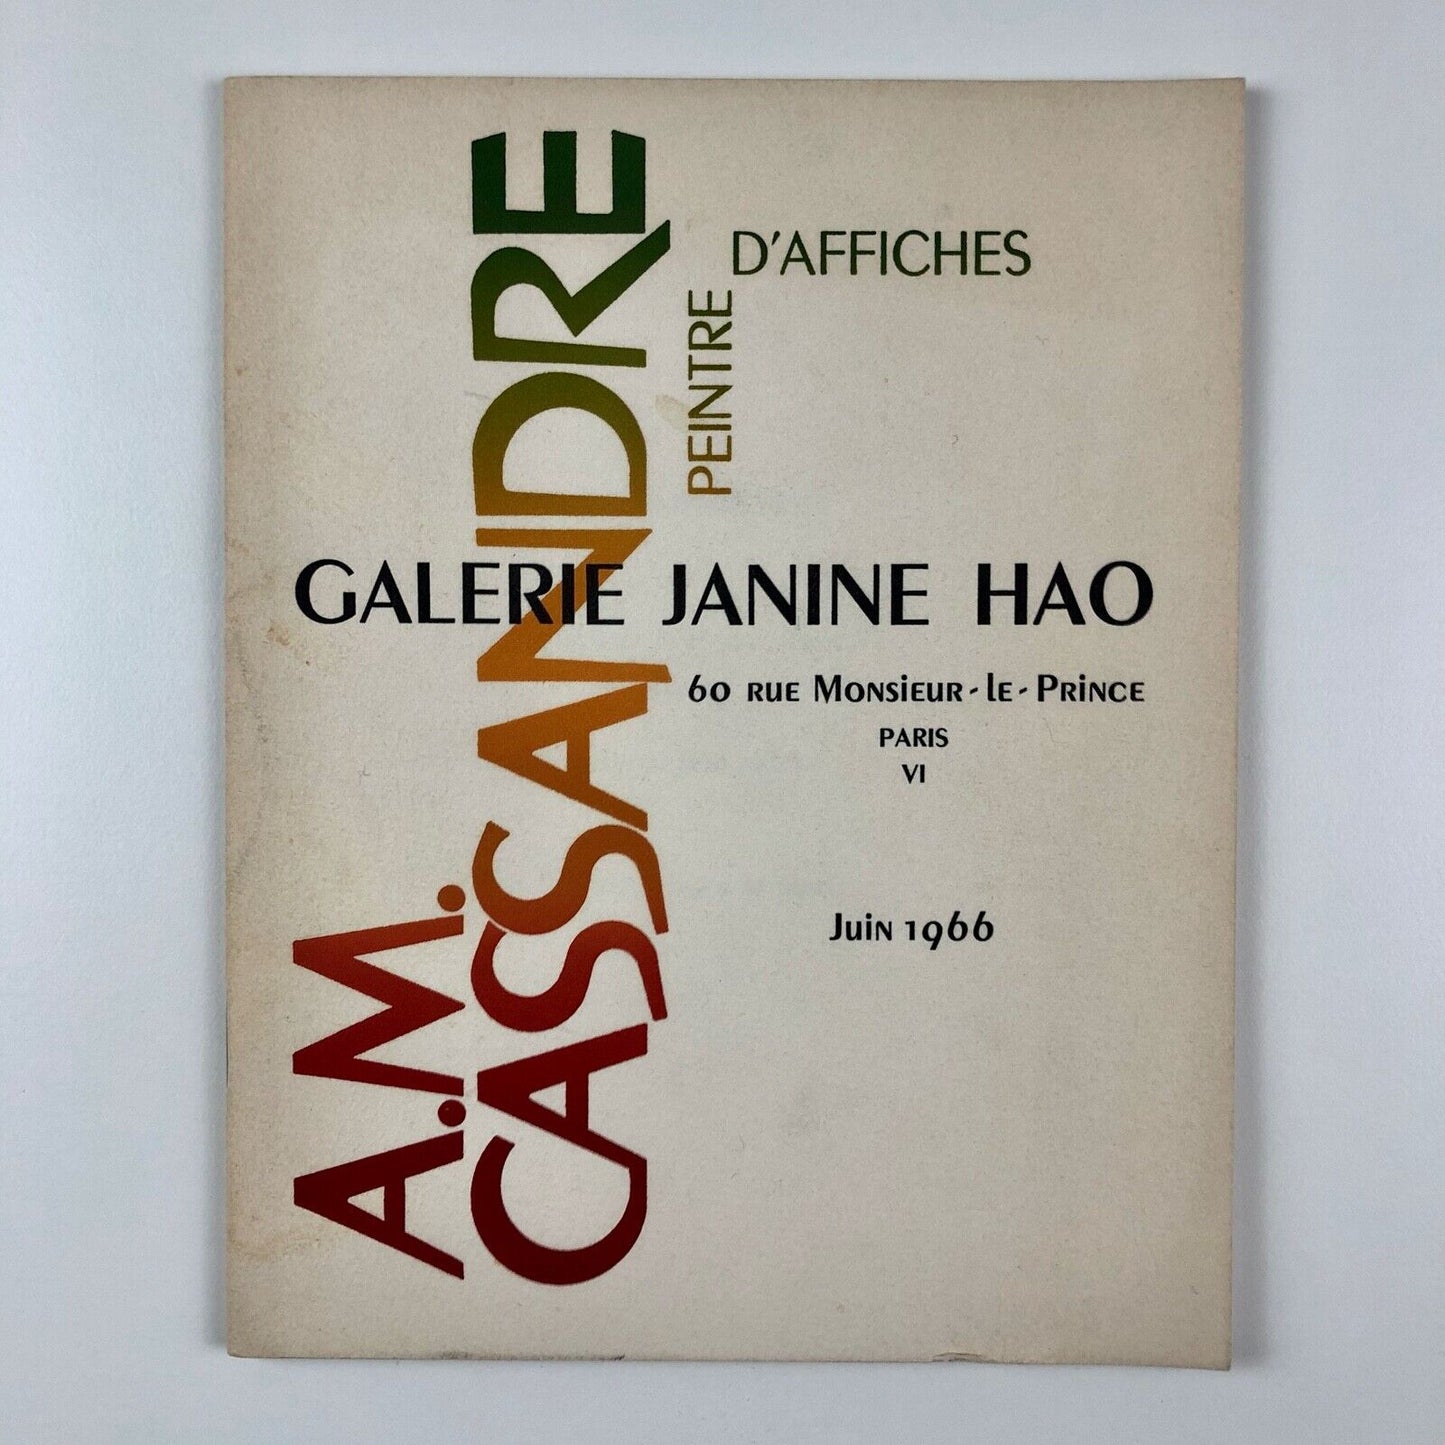 A.M.
CASSANDRE
PEINTRE
D'AFFICHES
GALERIE JANINE HAO
60 RUE MONSIEUR-LE-PRINCE
PARIS
VI
JUIN 1966